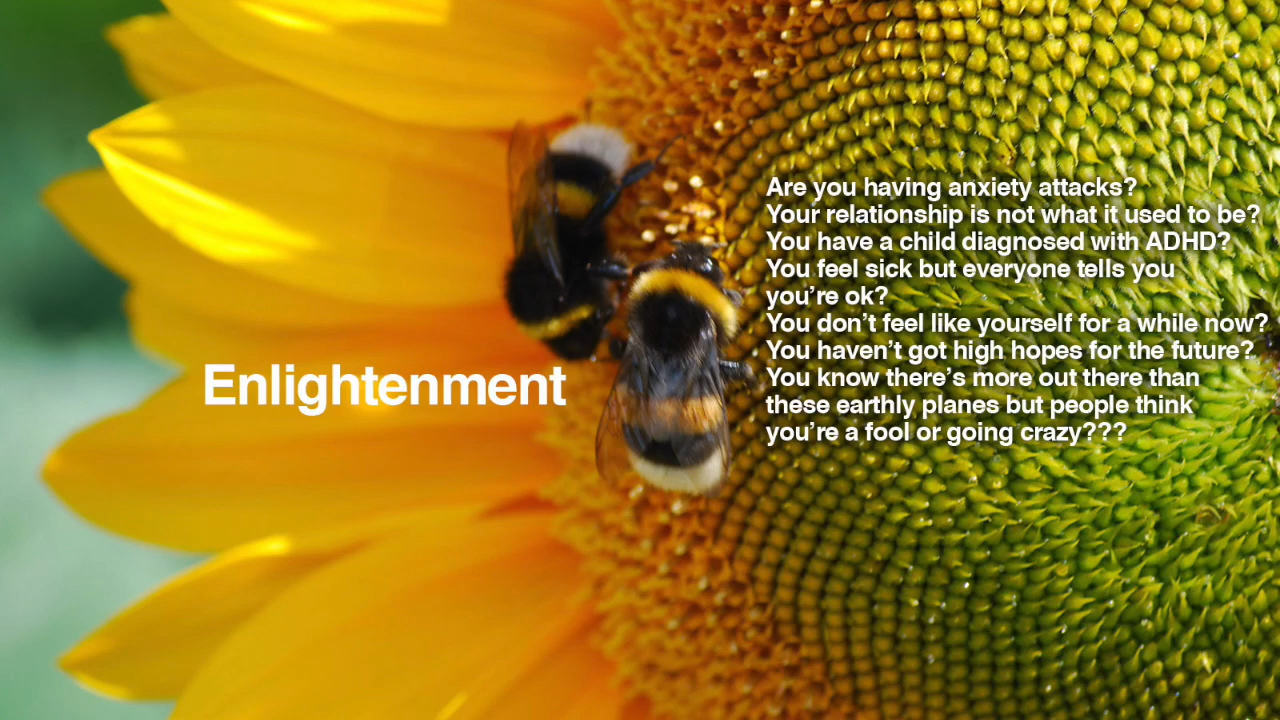 Enlightenment
Are you having anxiety attacks?
Your relationship is not what it used to be?
You have a child diagnosed with ADHD?
You feel sick but everyone tells you
you’re ok?
You don’t feel like yourself for a while now?
You haven’t got high hopes for the future?
You know there’s more out there than
these earthly planes but people think
you’re a fool or going crazy???